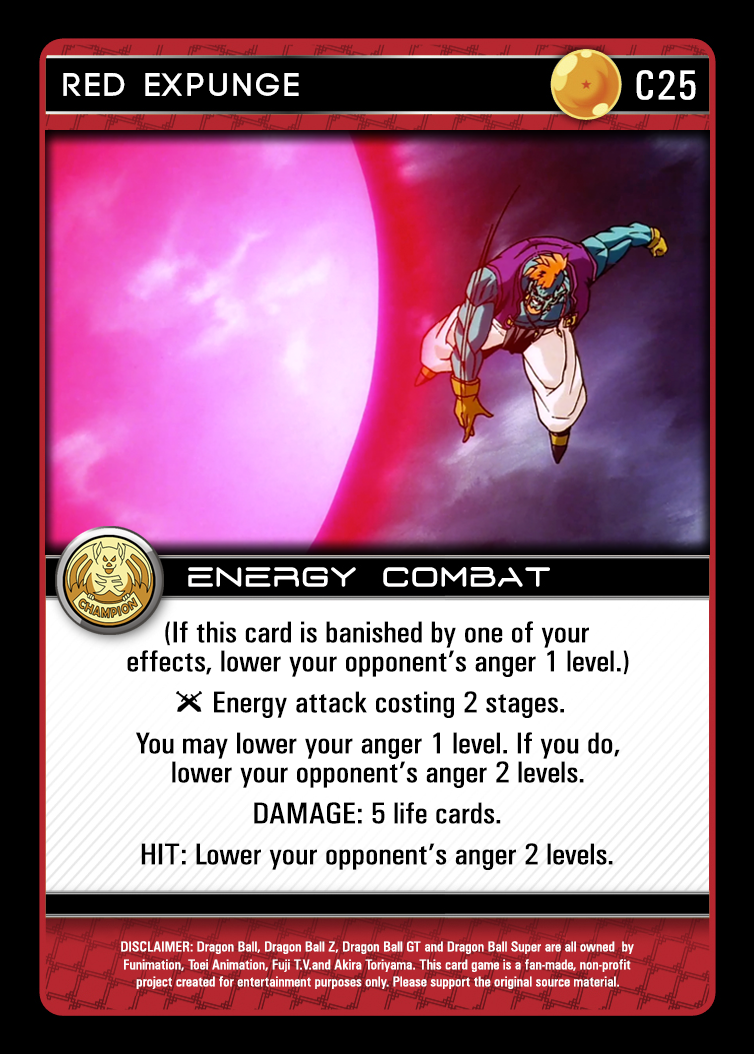 RED EXPUNGE
C25
ENERGY COMBAT
CHAMPION
(If this card is banished by one of your
effects, lower your opponent’s anger 1 level.)
Energy attack costing 2 stages.
You may lower your anger 1 level. If you do,
lower your opponent’s anger 2 levels.
DAMAGE: 5 life cards.
HIT: Lower your opponent’s anger 2 levels.
DISCLAIMER: Dragon Ball, Dragon Ball Z, Dragon Ball GT and Dragon Ball Super are all owned by
Funimation, Toei Animation, Fuji T.V.and Akira Toriyama. This card game is a fan-made, non-profit
project created for entertainment purposes only. Please support the original source material.